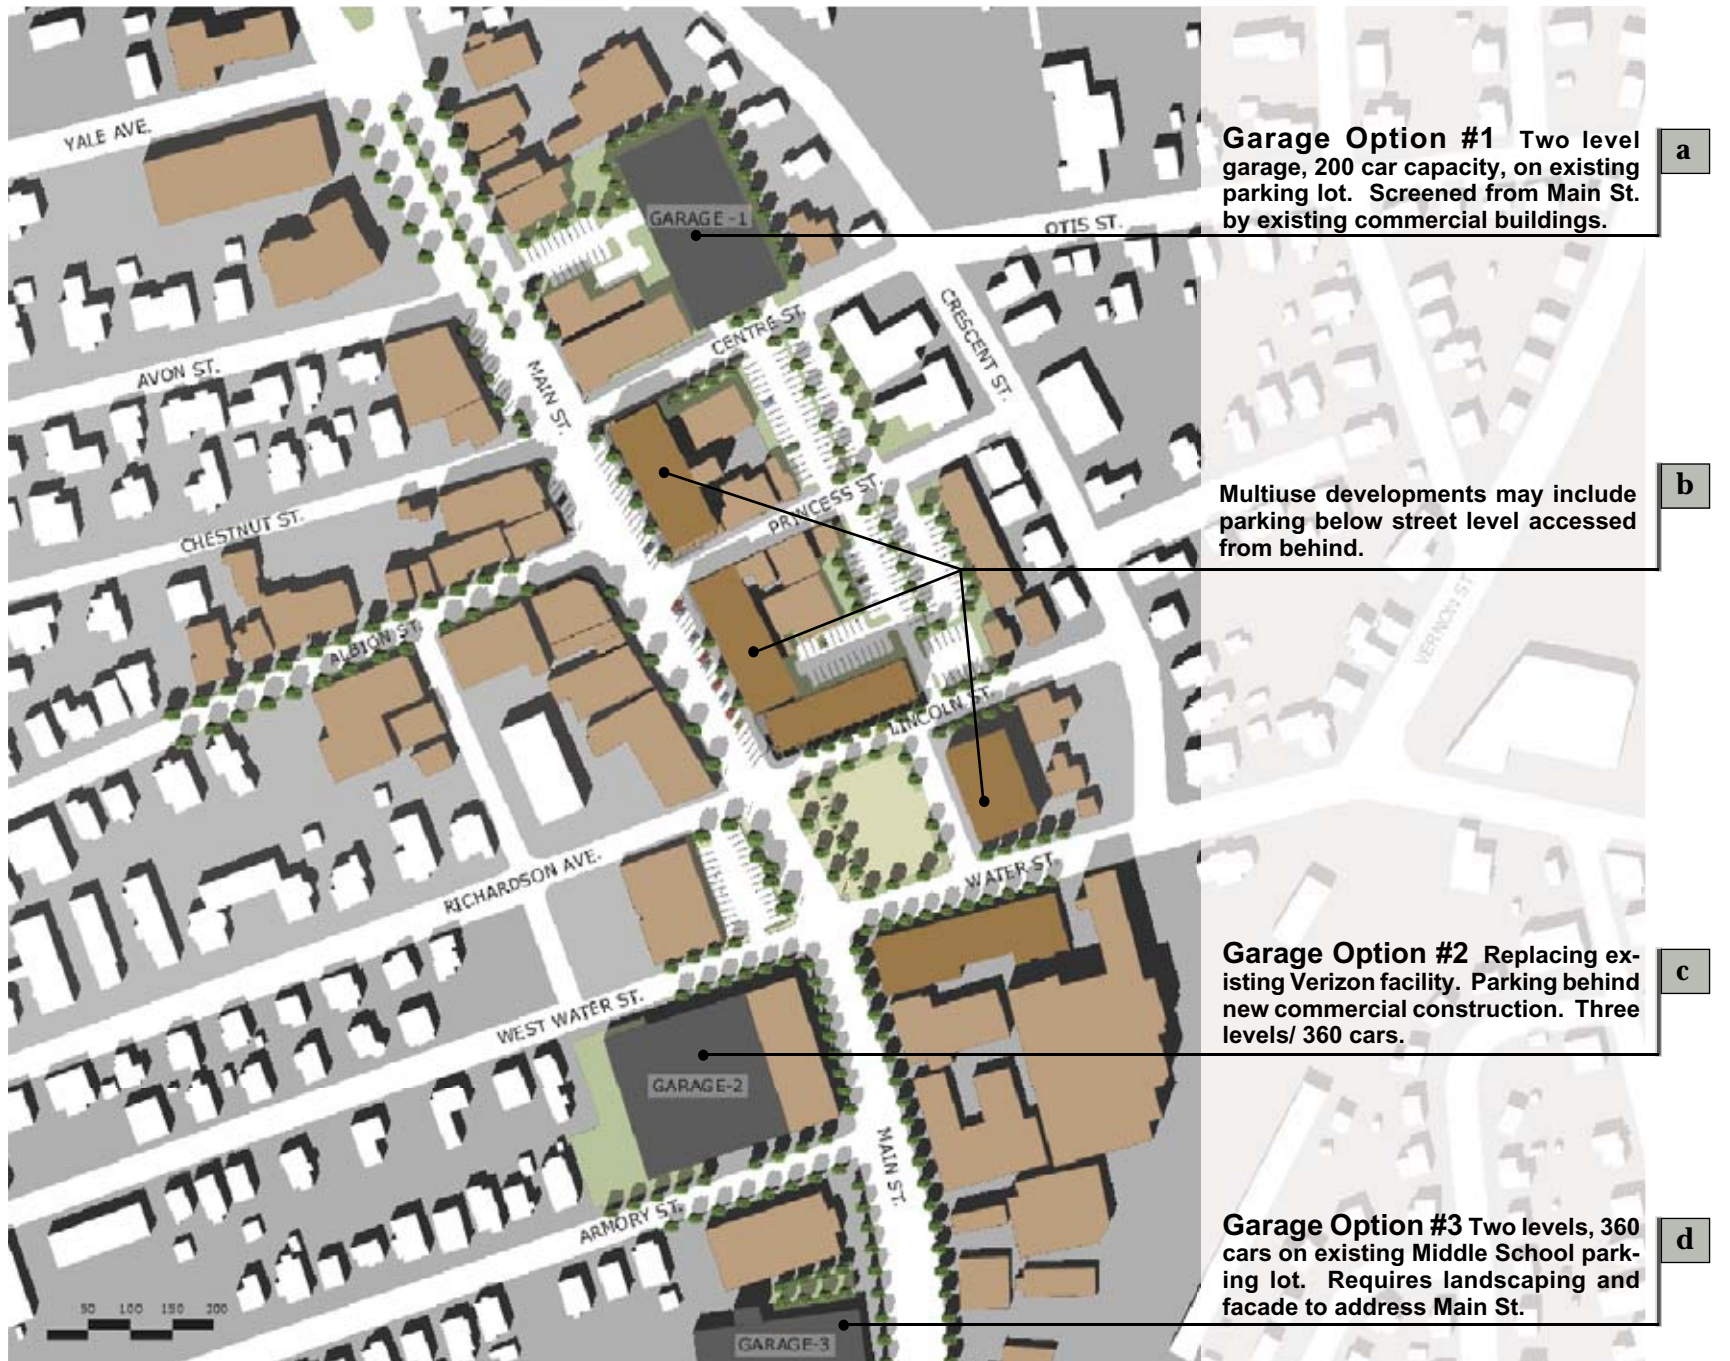 YALE AVE.
Garage Option #1 Two level
garage, 200 car capacity, on existing
parking lot. Screened from Main St.
by existing commercial buildings.
a
GARAGE -1
OTIS ST.
CENTRE ST.
CRESCENT ST.
AVON ST.
MAIN ST.
b
Multiuse developments may include
parking below street level accessed
from behind.
CHESTNUT ST.
PRINCESS ST.
ALBION ST.
VERNON ST
LINCOLN ST.
RICHARDSON AVE.
WATER ST.
Garage Option #2 Replacing ex-
isting Verizon facility. Parking behind
new commercial construction. Three
levels/ 360 cars.
c
WEST WATER ST.
GARAGE-2
MAIN ST.
ARMORY ST.
Garage Option #3 Two levels, 360
cars on existing Middle School park-
ing lot. Requires landscaping and
facade to address Main St.
d
50 100 150 200
GARAGE-3